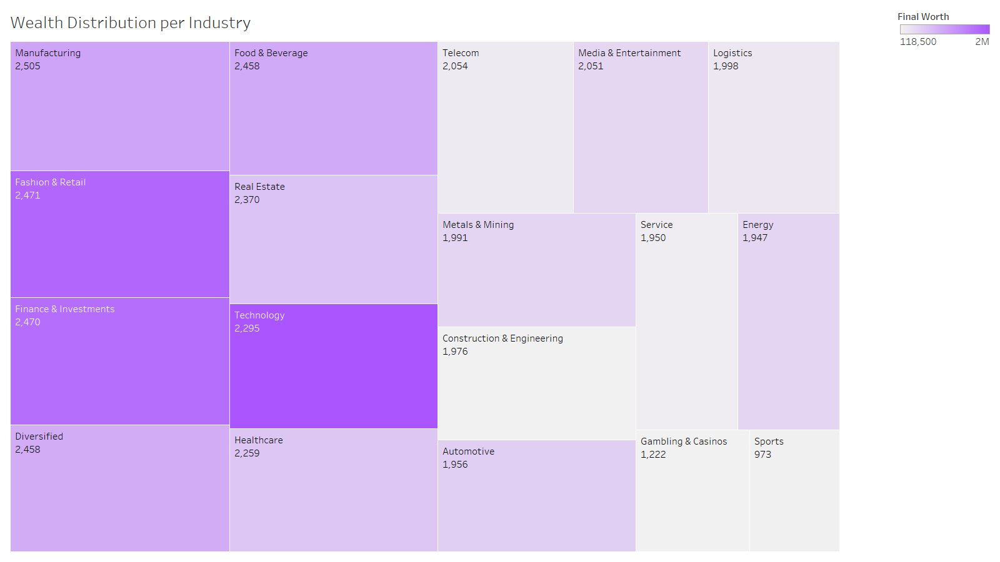 Wealth Distribution per Industry
Final Worth
118,500 2M
Manufacturing
2,505
Fashion & Retail
2,471
Finance & Investments
2,470
Diversified
2,458
Food & Beverage
2,458
Real Estate
2,370
Technology
2,295
Healthcare
2,259
Telecom
2,054
Media & Entertainment
2,051
Logistics
1,998
Metals & Mining
1,991
Construction & Engineering
1,976
Automotive
1,956
Service
1,950
Energy
1,947
Gambling & Casinos
1,222
Sports
973